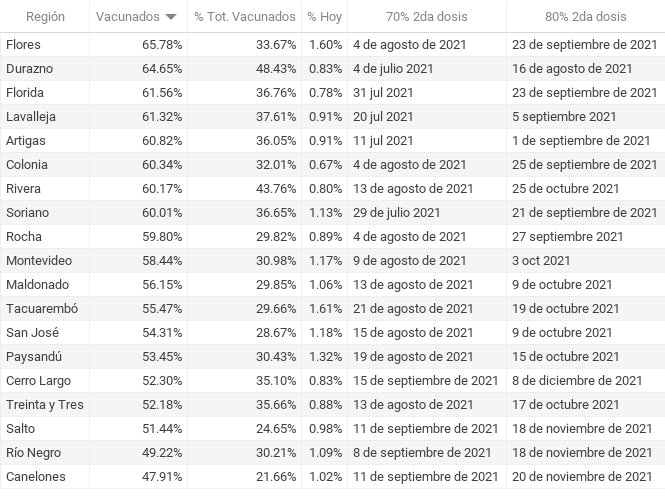 Región Vacunados % Tot. Vacunados % Hoy 70% 2da dosis 80% 2da dosis
Flores 65.78% 33.67% 1.60% 4 de agosto de 2021 23 de septiembre de 2021
Durazno 64.65% 48.43% 0.83% 4 de julio 2021 16 de agosto de 2021
Florida 61.56% 36.76% 0.78% 31 jul 2021 23 de septiembre de 2021
Lavalleja 61.32% 37.61% 0.91% 20 jul 2021 5 septiembre 2021
Artigas 60.82% 36.05% 0.91% 11 jul 2021 1 de septiembre de 2021
Colonia 60.34% 32.01% 0.67% 4 de agosto de 2021 25 de septiembre de 2021
Rivera 60.17% 43.76% 0.80% 13 de agosto de 2021 25 de octubre 2021
Soriano 60.01% 36.65% 1.13% 29 de julio 2021 21 de septiembre de 2021
Rocha 59.80% 29.82% 0.89% 4 de agosto de 2021 27 septiembre 2021
Montevideo 58.44% 30.98% 1.17% 9 de agosto de 2021 3 oct 2021
Maldonado 56.15% 29.85% 1.06% 13 de agosto de 2021 9 de octubre 2021
Tacuarembó 55.47% 29.66% 1.61% 21 de agosto de 2021 19 de octubre 2021
San José 54.31% 28.67% 1.18% 15 de agosto de 2021 9 de octubre 2021
Paysandú 53.45% 30.43% 1.32% 19 de agosto de 2021 15 de octubre 2021
Cerro Largo 52.30% 35.10% 0.83% 15 de septiembre de 2021 8 de diciembre de 2021
Treinta y Tres 52.18% 35.66% 0.88% 13 de agosto de 2021 17 de octubre 2021
Salto 51.44% 24.65% 0.98% 11 de septiembre de 2021 18 de noviembre de 2021
Río Negro 49.22% 30.21% 1.09% 8 de septiembre de 2021 18 de noviembre de 2021
Canelones 47.91% 21.66% 1.02% 11 de septiembre de 2021 20 de noviembre de 2021